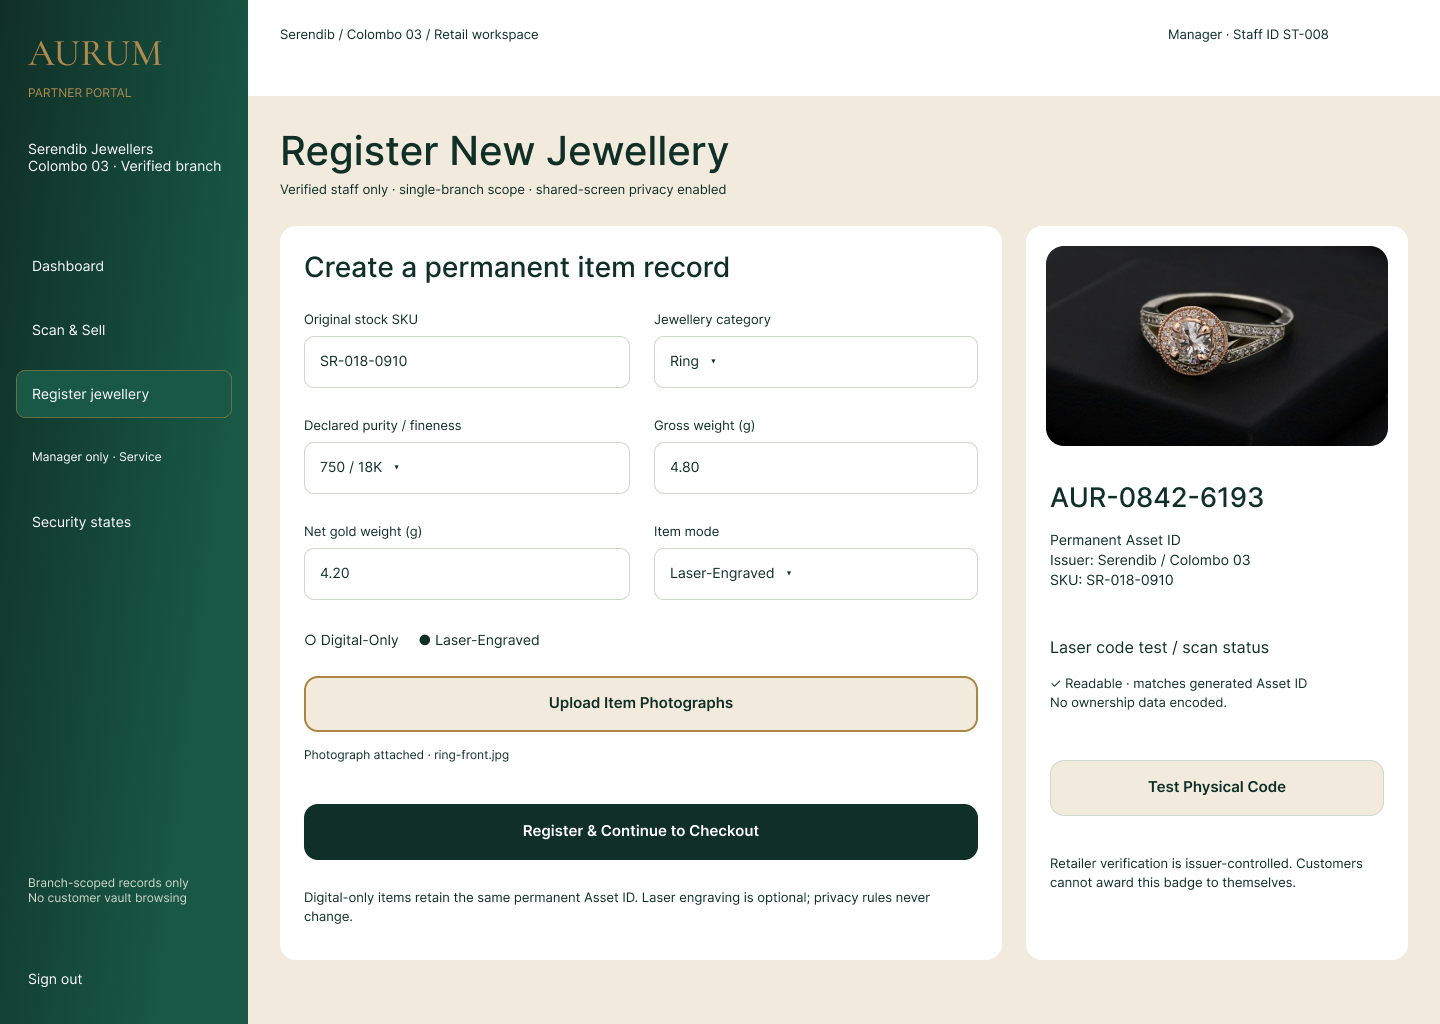 AURUM
PARTNER PORTAL
Serendib Jewellers
Colombo 03 · Verified branch
Dashboard
Scan & Sell
Register jewellery
Manager only · Service
Security states
Branch-scoped records only
No customer vault browsing
Sign out
Serendib / Colombo 03 / Retail workspace
Manager · Staff ID ST-008
Register New Jewellery
Verified staff only · single-branch scope · shared-screen privacy enabled
Create a permanent item record
Original stock SKU
SR-018-0910
Jewellery category
Ring ▾
Declared purity / fineness
750 / 18K ▾
Gross weight (g)
4.80
Net gold weight (g)
4.20
Item mode
Laser-Engraved ▾
○ Digital-Only ● Laser-Engraved
Upload Item Photographs
Photograph attached · ring-front.jpg
Register & Continue to Checkout
Digital-only items retain the same permanent Asset ID. Laser engraving is optional; privacy rules never
change.
AUR-0842-6193
Permanent Asset ID
Issuer: Serendib / Colombo 03
SKU: SR-018-0910
Laser code test / scan status
✓ Readable · matches generated Asset ID
No ownership data encoded.
Test Physical Code
Retailer verification is issuer-controlled. Customers
cannot award this badge to themselves.